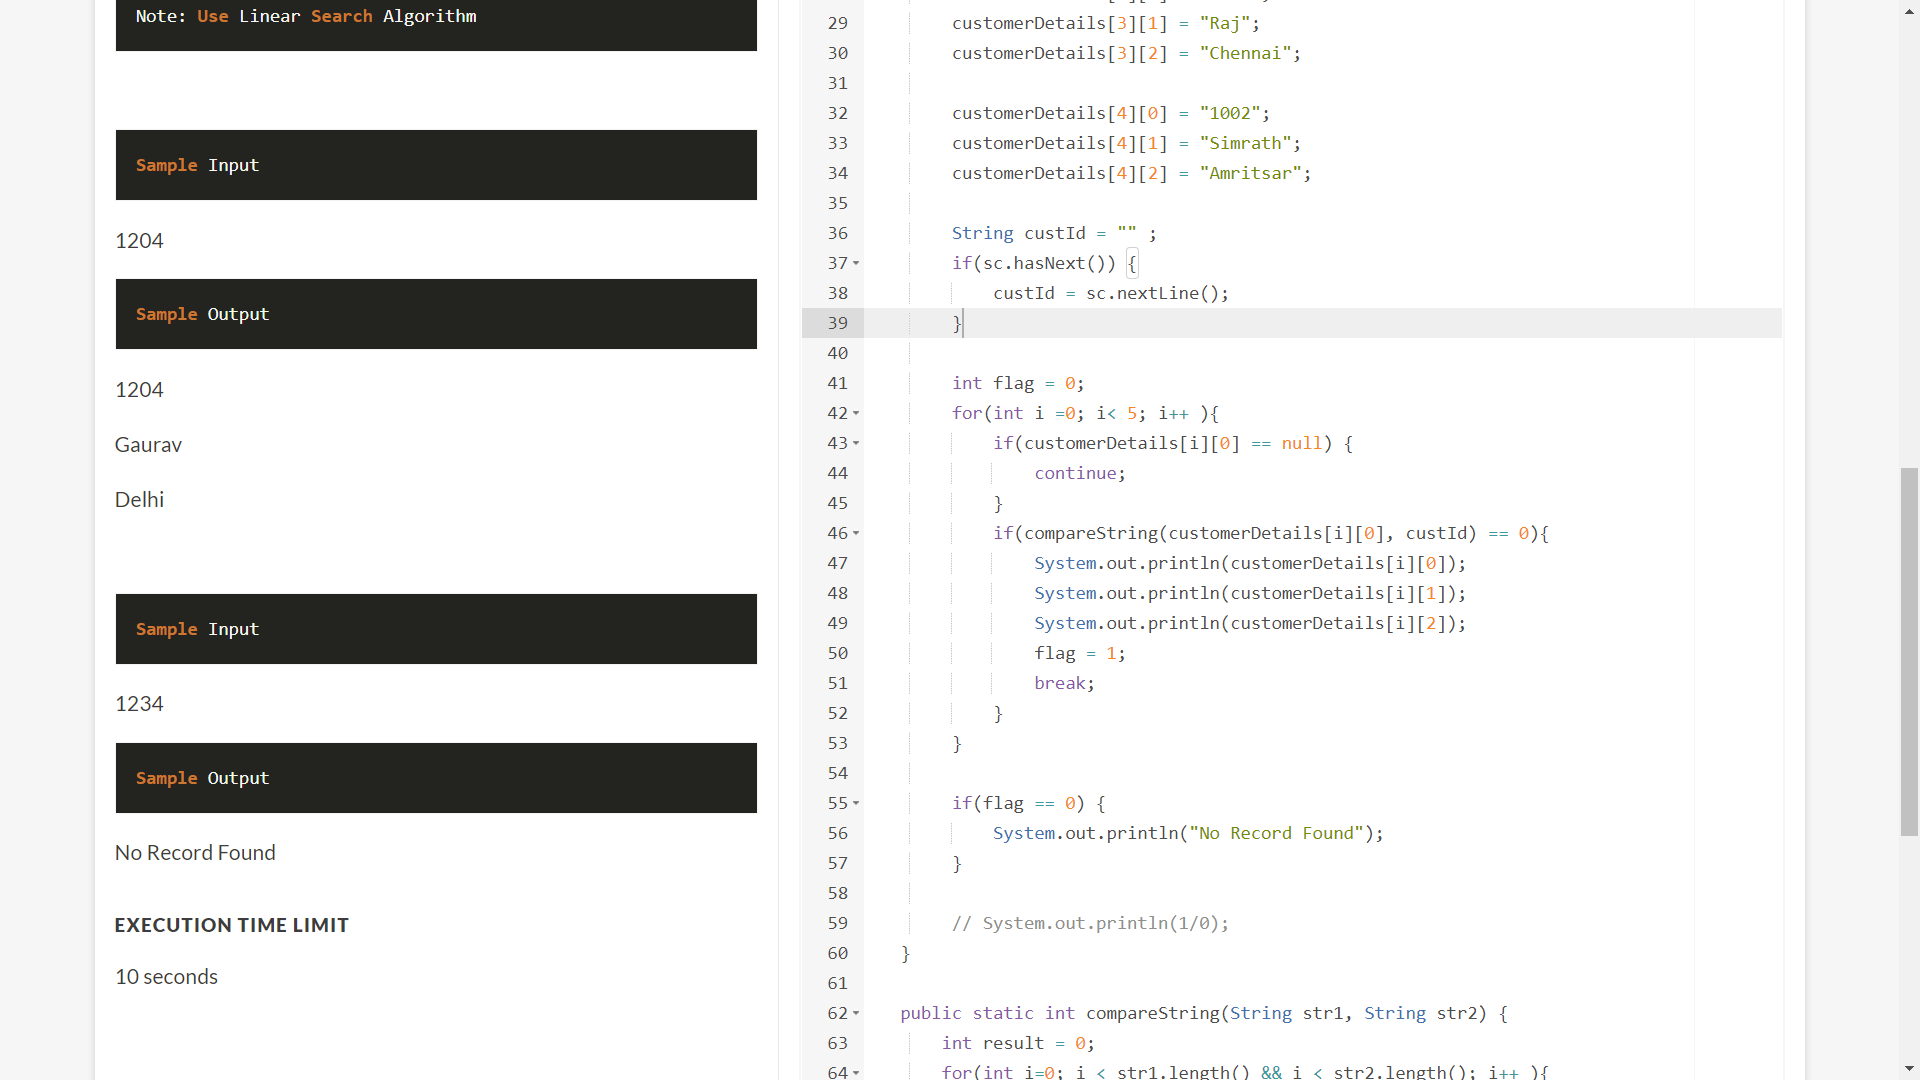 Note: Use Linear Search Algorithm
Sample Input
1204
Sample Output
1204
Gaurav
Delhi
Sample Input
1234
Sample Output
No Record Found
EXECUTION TIME LIMIT
10 seconds
29 customerDetails[3][1] = "Raj";
30 customerDetails[3][2] = "Chennai";
31
32 customerDetails[4][0] = "1002";
33 customerDetails[4][1] = "Simrath";
34 customerDetails[4][2] = "Amritsar";
35
36 String custId = "" ;
37 if(sc.hasNext()) {
38 custId = sc.nextLine();
39 }
40
41 int flag = 0;
42 for(int i =0; i< 5; i++ ){
43 if(customerDetails[i][0] == null) {
44 continue;
45 }
46 if(compareString(customerDetails[i][0], custId) == 0){
47 System.out.println(customerDetails[i][0]);
48 System.out.println(customerDetails[i][1]);
49 System.out.println(customerDetails[i][2]);
50 flag = 1;
51 break;
52 }
53 }
54
55 if(flag == 0) {
56 System.out.println("No Record Found");
57 }
58
59 // System.out.println(1/0);
60 }
61
62 public static int compareString(String str1, String str2) {
63 int result = 0;
64 for(int i=0; i < str1.length() && i < str2.length(); i++ ){